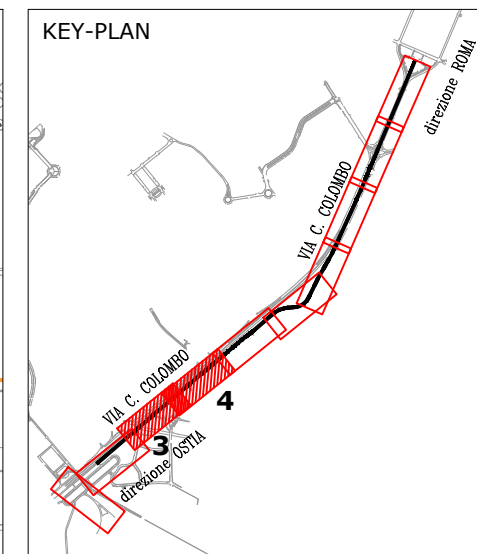 KEY-PLAN
direzione ROMA
VIA C. COLOMBO
VIA C. COLOMBO
4
3
direzione OSTIA